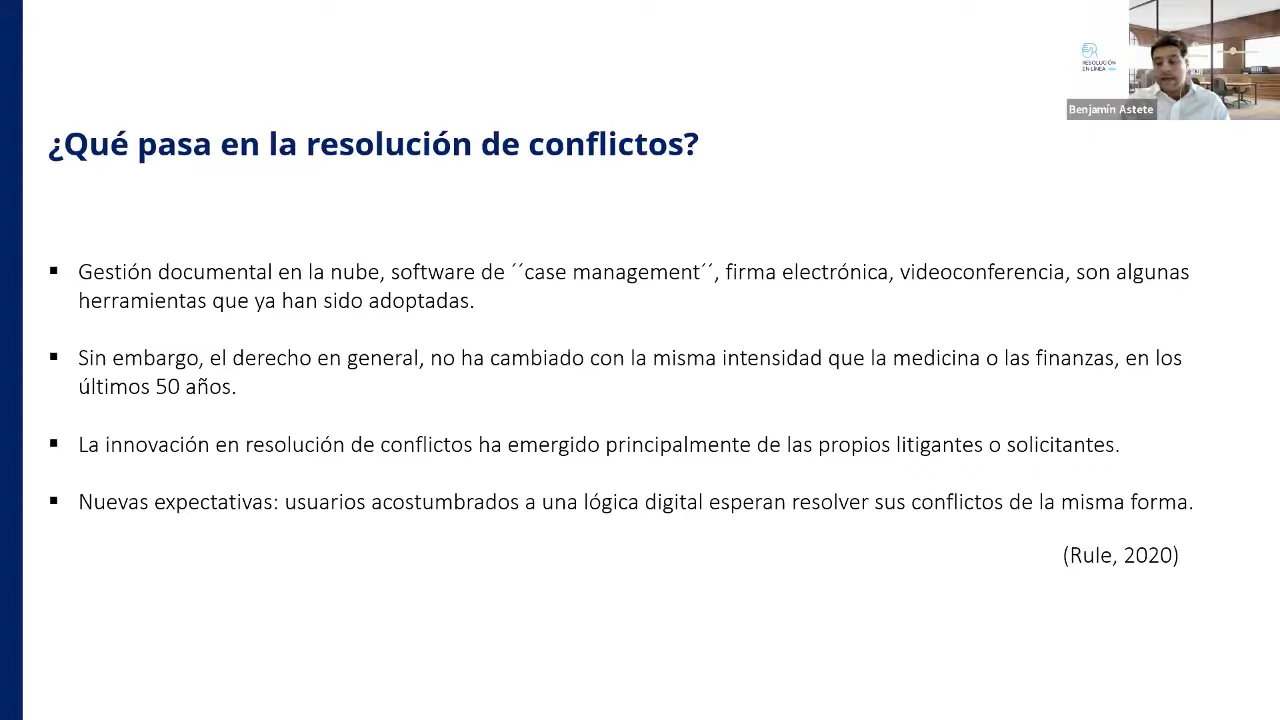 RESOLUCIÓN
EN LÍNEA
Benjamín Astete
¿Qué pasa en la resolución de conflictos?
▪ Gestión documental en la nube, software de ´´case management´´, firma electrónica, videoconferencia, son algunas
herramientas que ya han sido adoptadas.
▪ Sin embargo, el derecho en general, no ha cambiado con la misma intensidad que la medicina o las finanzas, en los
últimos 50 años.
▪ La innovación en resolución de conflictos ha emergido principalmente de las propios litigantes o solicitantes.
▪ Nuevas expectativas: usuarios acostumbrados a una lógica digital esperan resolver sus conflictos de la misma forma.
(Rule, 2020)